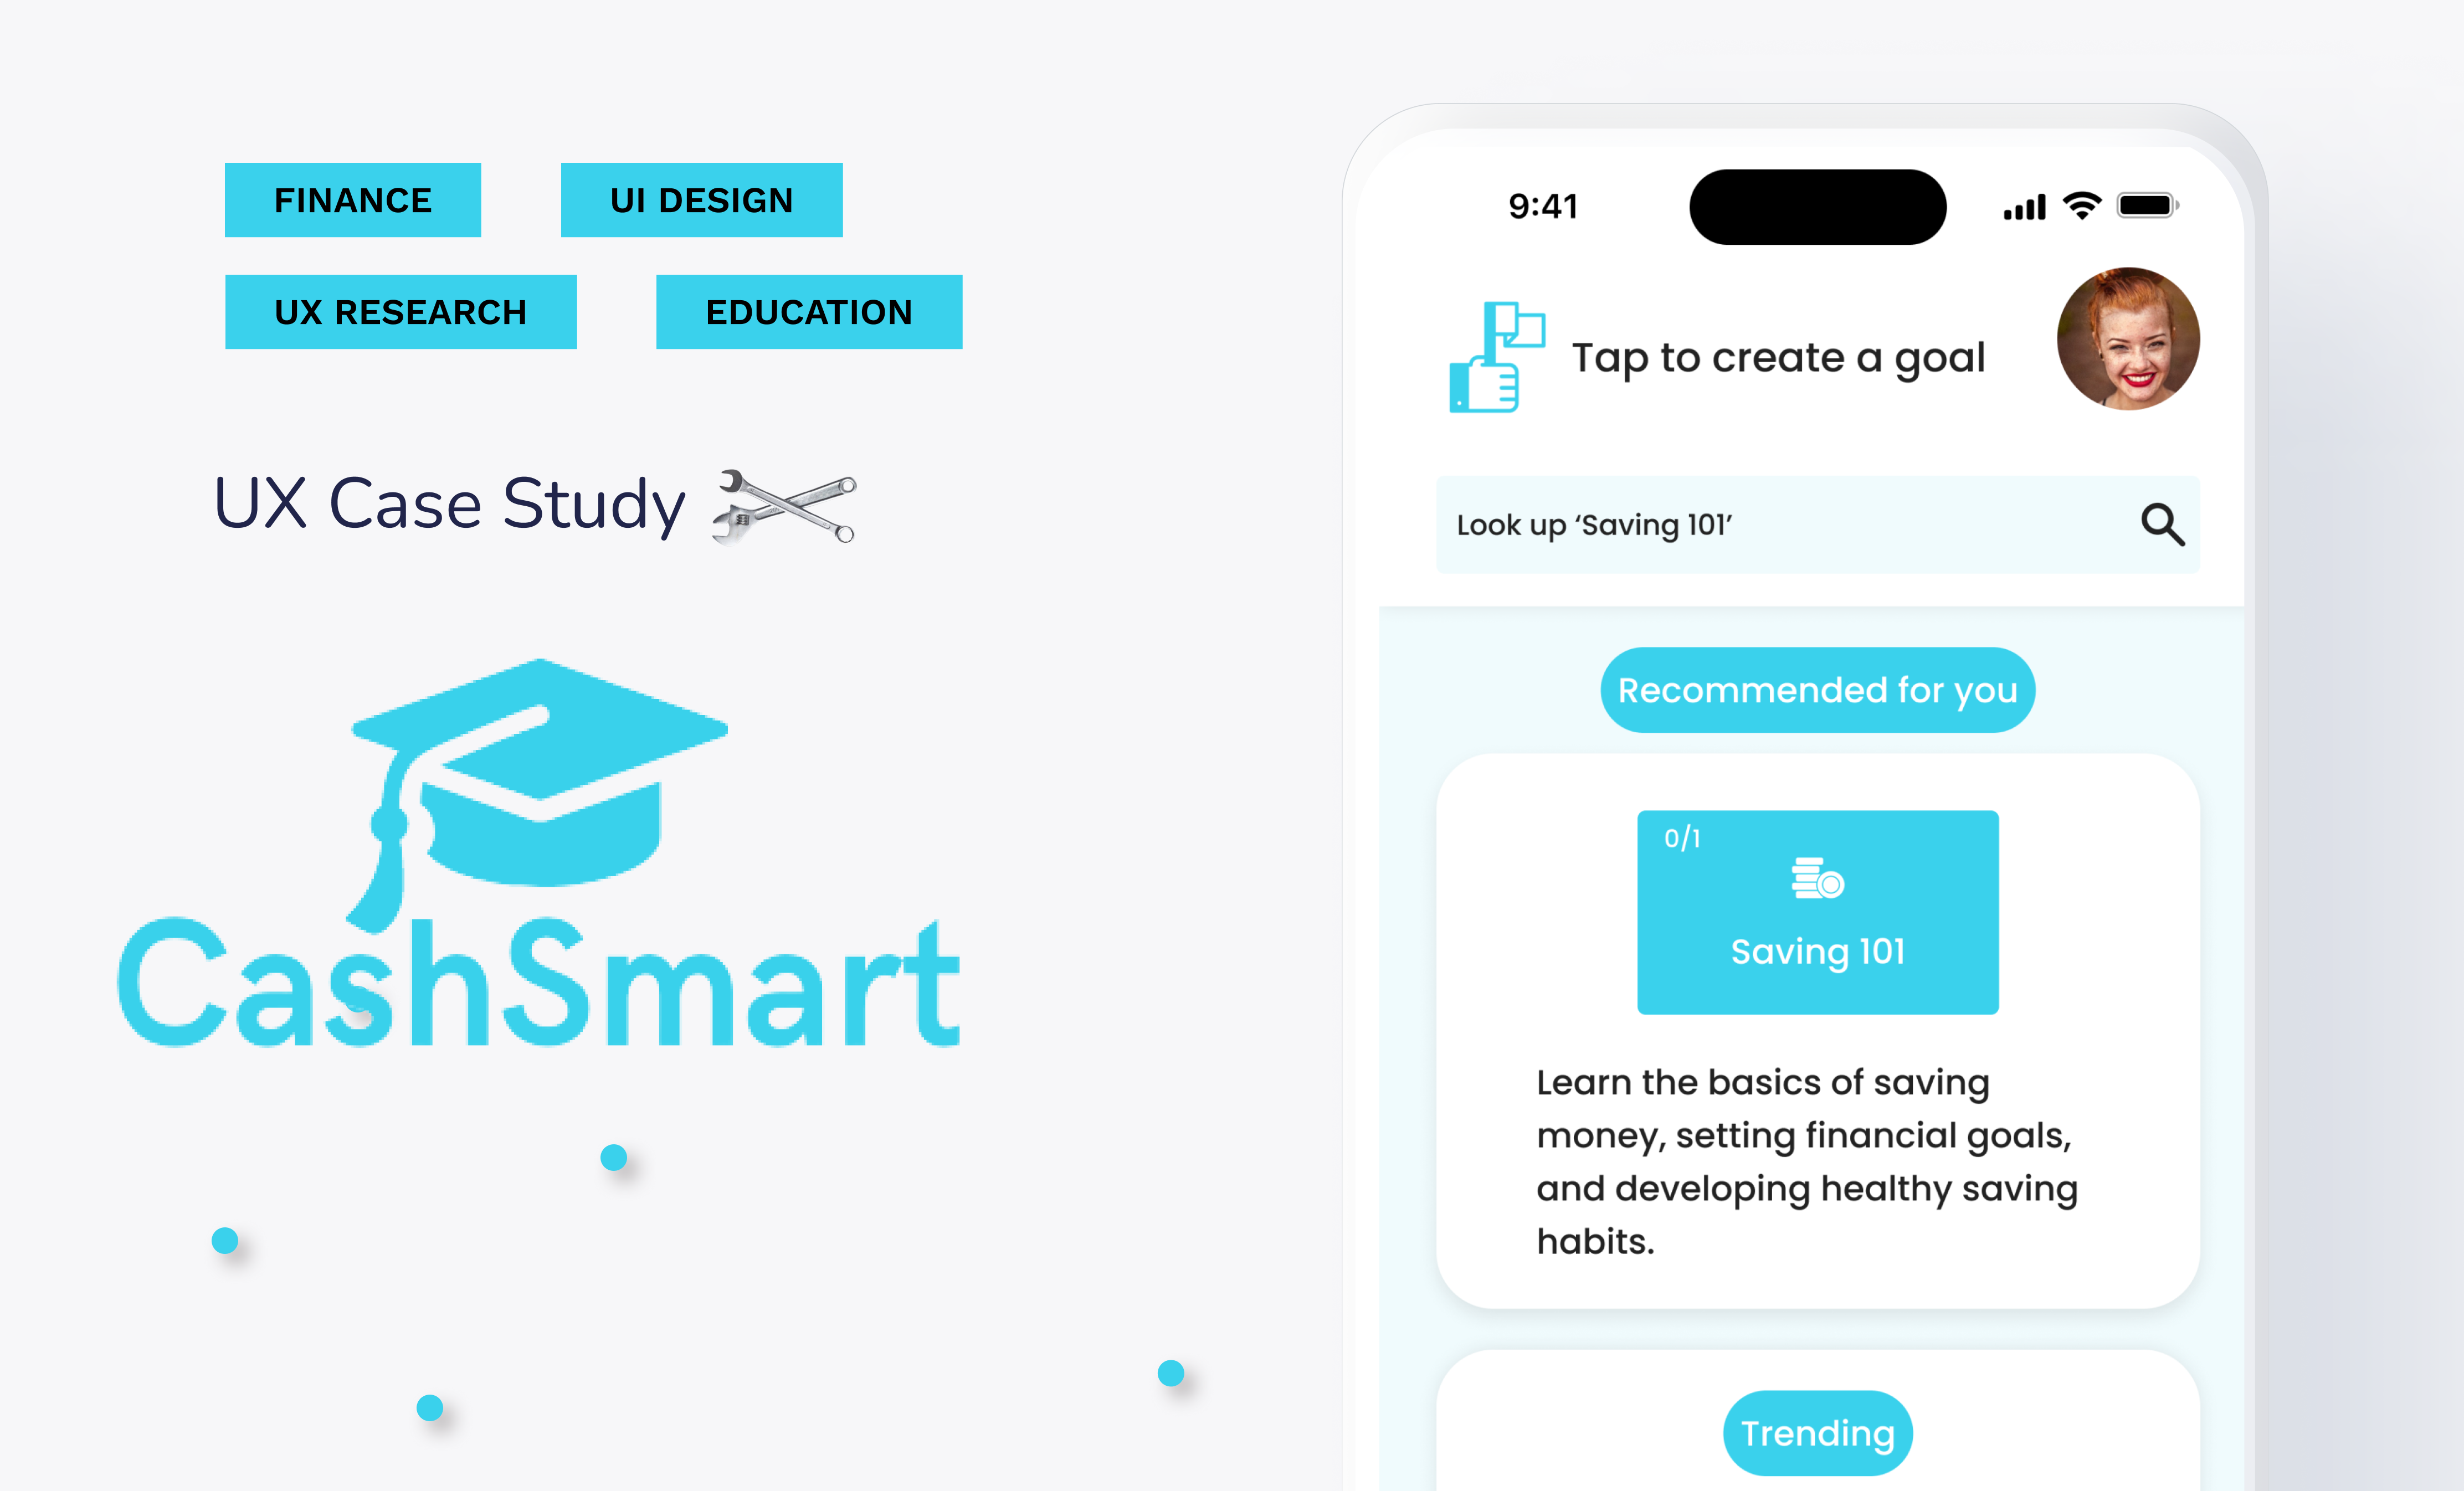 FINANCE
UI DESIGN
UX RESEARCH
EDUCATION
UX Case Study
CashSmart
9:41
Tap to create a goal
Look up ‘Saving 101’
Recommended for you
0/1
Saving 101
Learn the basics of saving
money, setting financial goals,
and developing healthy saving
habits.
Trending